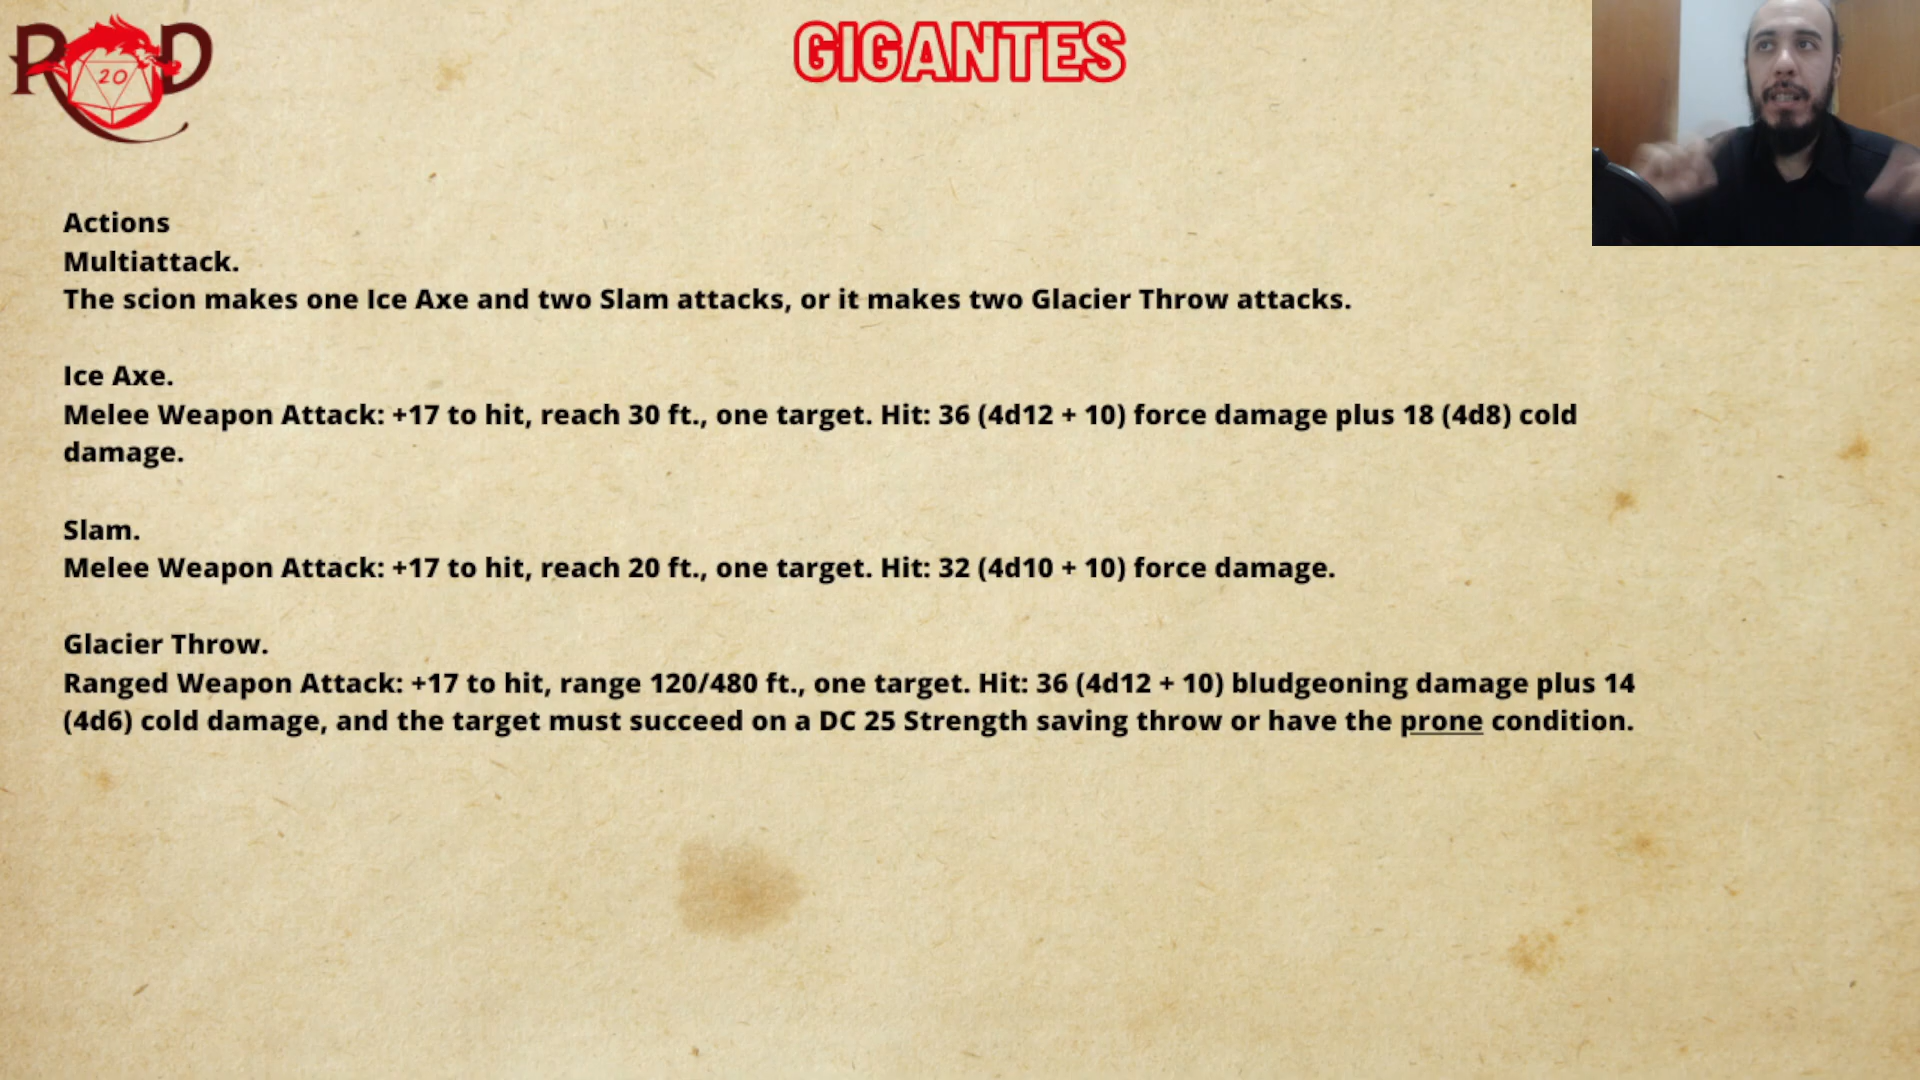 R 20 D
GIGANTES
Actions
Multiattack.
The scion makes one Ice Axe and two Slam attacks, or it makes two Glacier Throw attacks.
Ice Axe.
Melee Weapon Attack: +17 to hit, reach 30 ft., one target. Hit: 36 (4d12 + 10) force damage plus 18 (4d8) cold
damage.
Slam.
Melee Weapon Attack: +17 to hit, reach 20 ft., one target. Hit: 32 (4d10 + 10) force damage.
Glacier Throw.
Ranged Weapon Attack: +17 to hit, range 120/480 ft., one target. Hit: 36 (4d12 + 10) bludgeoning damage plus 14
(4d6) cold damage, and the target must succeed on a DC 25 Strength saving throw or have the prone condition.